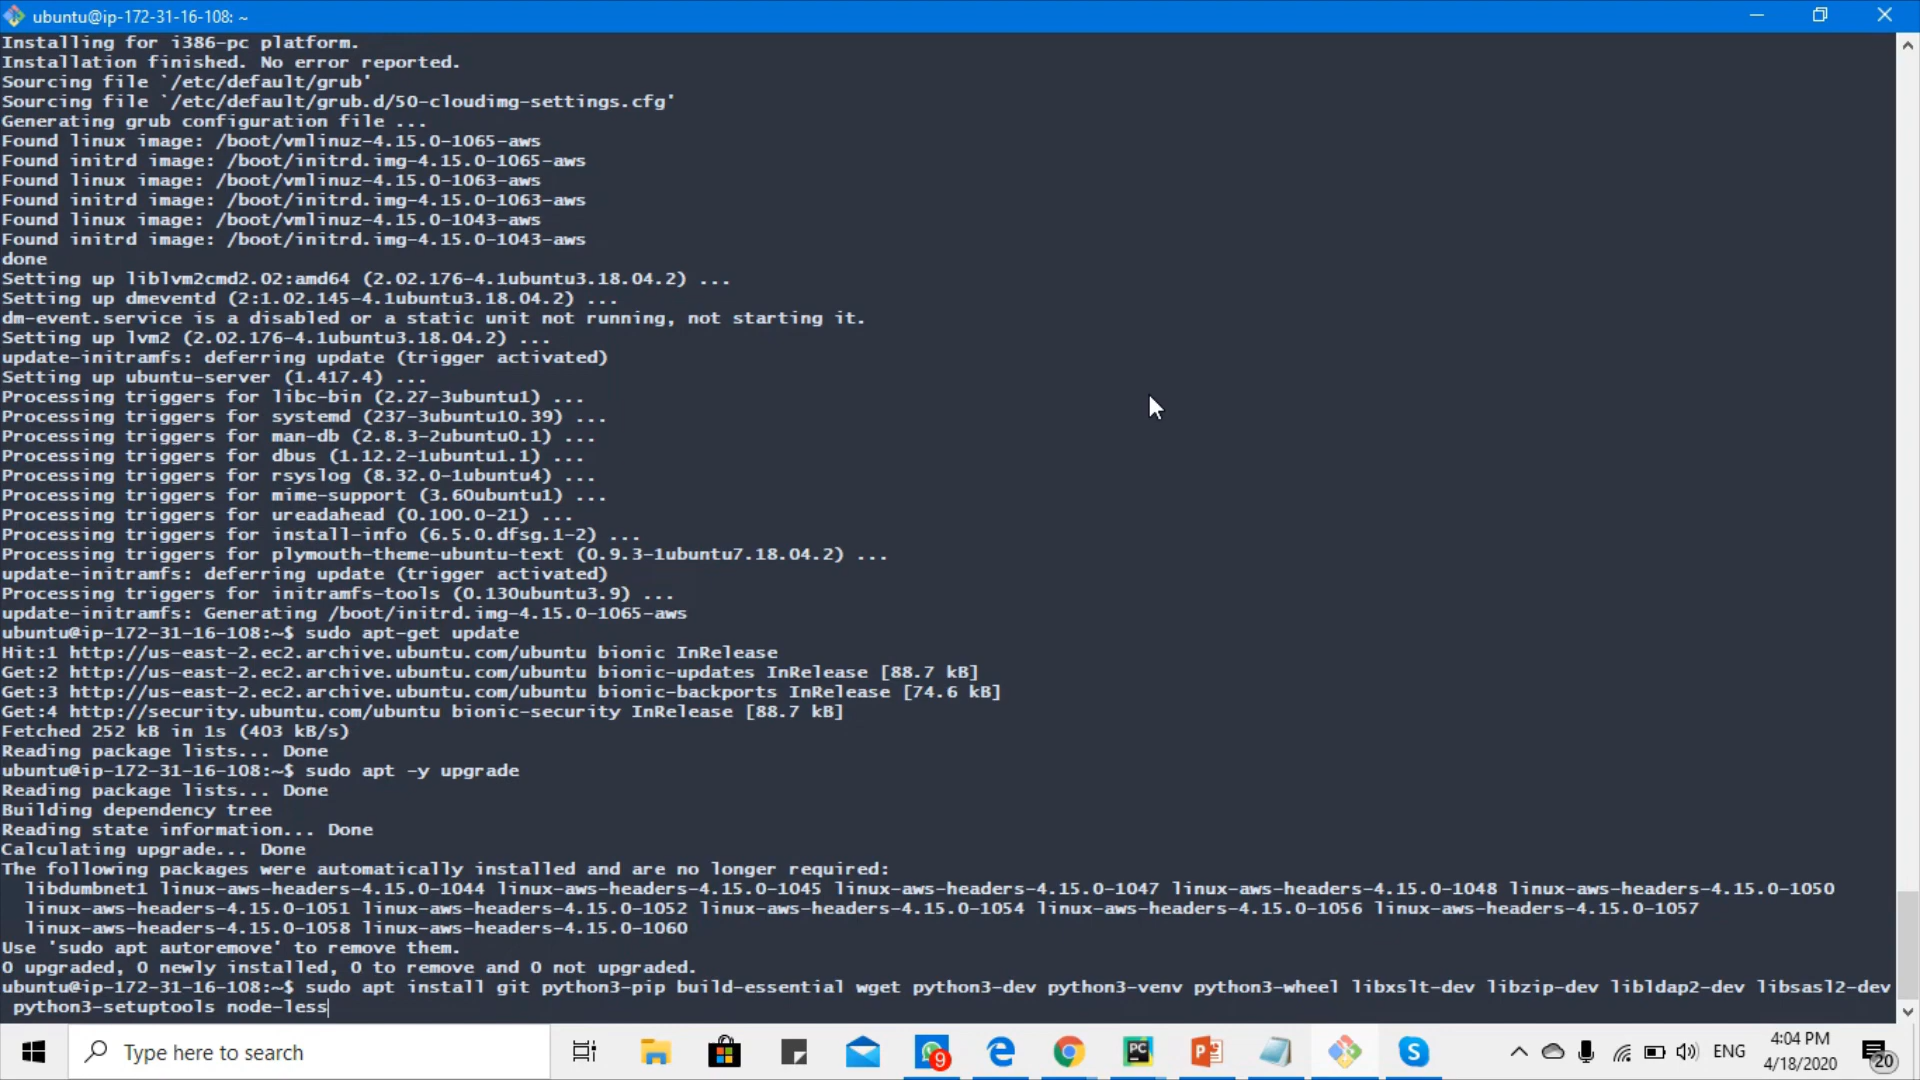 ubuntu@ip-172-31-16-108: ~
Installing for i386-pc platform.
Installation finished. No error reported.
Sourcing file `/etc/default/grub'
Sourcing file `/etc/default/grub.d/50-cloudimg-settings.cfg'
Generating grub configuration file ...
Found linux image: /boot/vmlinuz-4.15.0-1065-aws
Found initrd image: /boot/initrd.img-4.15.0-1065-aws
Found linux image: /boot/vmlinuz-4.15.0-1063-aws
Found initrd image: /boot/initrd.img-4.15.0-1063-aws
Found linux image: /boot/vmlinuz-4.15.0-1043-aws
Found initrd image: /boot/initrd.img-4.15.0-1043-aws
done
Setting up liblvm2cmd2.02:amd64 (2.02.176-4.1ubuntu3.18.04.2) ...
Setting up dmeventd (2:1.02.145-4.1ubuntu3.18.04.2) ...
dm-event.service is a disabled or a static unit not running, not starting it.
Setting up lvm2 (2.02.176-4.1ubuntu3.18.04.2) ...
update-initramfs: deferring update (trigger activated)
Setting up ubuntu-server (1.417.4) ...
Processing triggers for libc-bin (2.27-3ubuntu1) ...
Processing triggers for systemd (237-3ubuntu10.39) ...
Processing triggers for man-db (2.8.3-2ubuntu0.1) ...
Processing triggers for dbus (1.12.2-1ubuntu1.1) ...
Processing triggers for rsyslog (8.32.0-1ubuntu4) ...
Processing triggers for mime-support (3.60ubuntu1) ...
Processing triggers for ureadahead (0.100.0-21) ...
Processing triggers for install-info (6.5.0.dfsg.1-2) ...
Processing triggers for plymouth-theme-ubuntu-text (0.9.3-1ubuntu7.18.04.2) ...
update-initramfs: deferring update (trigger activated)
Processing triggers for initramfs-tools (0.130ubuntu3.9) ...
update-initramfs: Generating /boot/initrd.img-4.15.0-1065-aws
ubuntu@ip-172-31-16-108:~$ sudo apt-get update
Hit:1 http://us-east-2.ec2.archive.ubuntu.com/ubuntu bionic InRelease
Get:2 http://us-east-2.ec2.archive.ubuntu.com/ubuntu bionic-updates InRelease [88.7 kB]
Get:3 http://us-east-2.ec2.archive.ubuntu.com/ubuntu bionic-backports InRelease [74.6 kB]
Get:4 http://security.ubuntu.com/ubuntu bionic-security InRelease [88.7 kB]
Fetched 252 kB in 1s (403 kB/s)
Reading package lists... Done
ubuntu@ip-172-31-16-108:~$ sudo apt -y upgrade
Reading package lists... Done
Building dependency tree
Reading state information... Done
Calculating upgrade... Done
The following packages were automatically installed and are no longer required:
libdumbnet1 linux-aws-headers-4.15.0-1044 linux-aws-headers-4.15.0-1045 linux-aws-headers-4.15.0-1047 linux-aws-headers-4.15.0-1048 linux-aws-headers-4.15.0-1050
linux-aws-headers-4.15.0-1051 linux-aws-headers-4.15.0-1052 linux-aws-headers-4.15.0-1054 linux-aws-headers-4.15.0-1056 linux-aws-headers-4.15.0-1057
linux-aws-headers-4.15.0-1058 linux-aws-headers-4.15.0-1060
Use 'sudo apt autoremove' to remove them.
0 upgraded, 0 newly installed, 0 to remove and 0 not upgraded.
ubuntu@ip-172-31-16-108:~$ sudo apt install git python3-pip build-essential wget python3-dev python3-venv python3-wheel libxslt-dev libzip-dev libldap2-dev libsasl2-dev
python3-setuptools node-less
Type here to search
9
PC
ENG
4:04 PM
4/18/2020
20